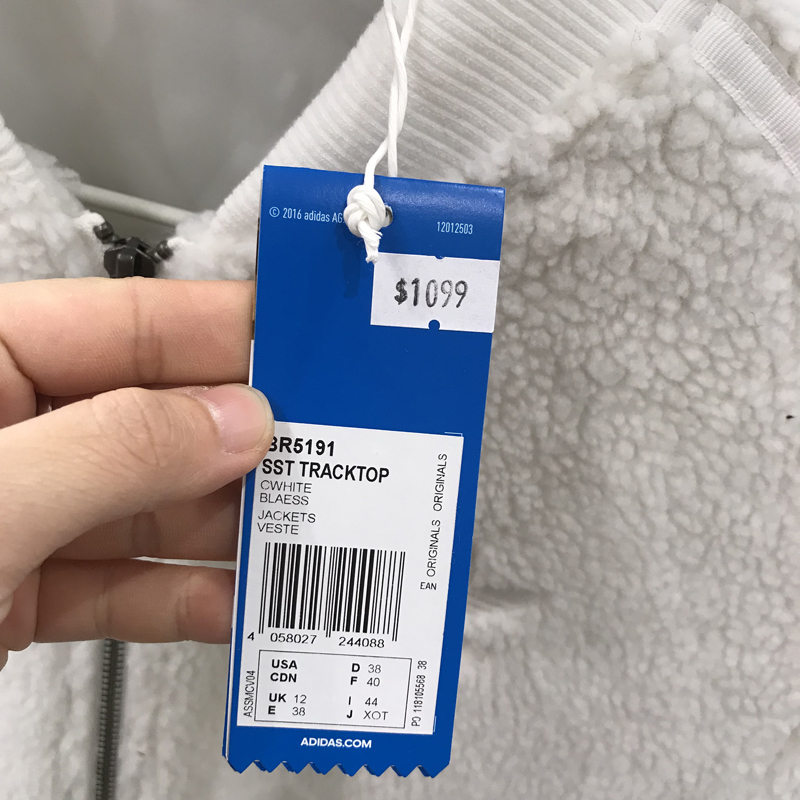 © 2016 adidas AG
12012503
$1099
BR5191
SST TRACKTOP
CWHITE
BLAESS
JACKETS
VESTE
ORIGINALS ORIGINALS
EAN
4 058027 244088
USA D 38
CDN F 40
UK 12 I 44
E 38 J XOT
ASSMCV04
PO 118105568 38
ADIDAS.COM